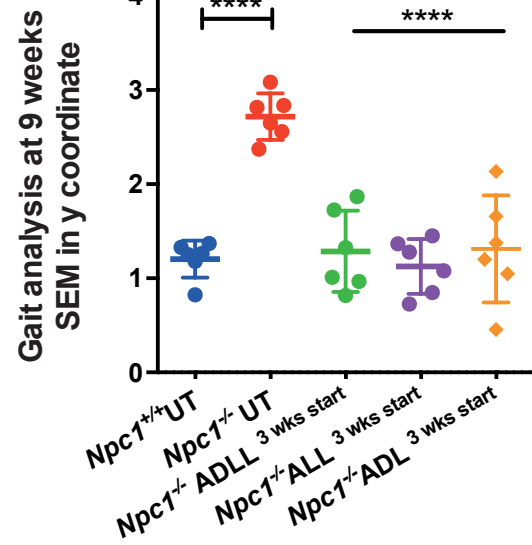 ****
****
4
3
2
1
0
Gait analysis at 9 weeks
SEM in y coordinate
Npc1+/+UT
Npc1-/- UT
Npc1-/- ADLL 3 wks start
Npc1-/-ALL 3 wks start
Npc1-/-ADL 3 wks start